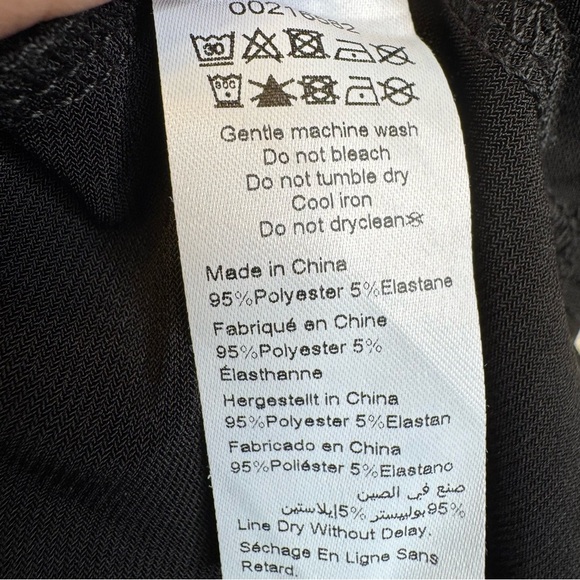 30
30C
Gentle machine wash
Do not bleach
Do not tumble dry
Cool iron
Do not dryclean
Made in China
95%Polyester 5%Elastane
Fabriqué en Chine
95%Polyester 5%
Élasthanne
Hergestellt in China
95%Polyester 5%Elastan
Fabricado en China
95%Poliéster 5%Elastano
صنع في الصين
95%بوليستر 5%إيلاستين
Line Dry Without Delay.
Séchage En Ligne Sans
Retard.